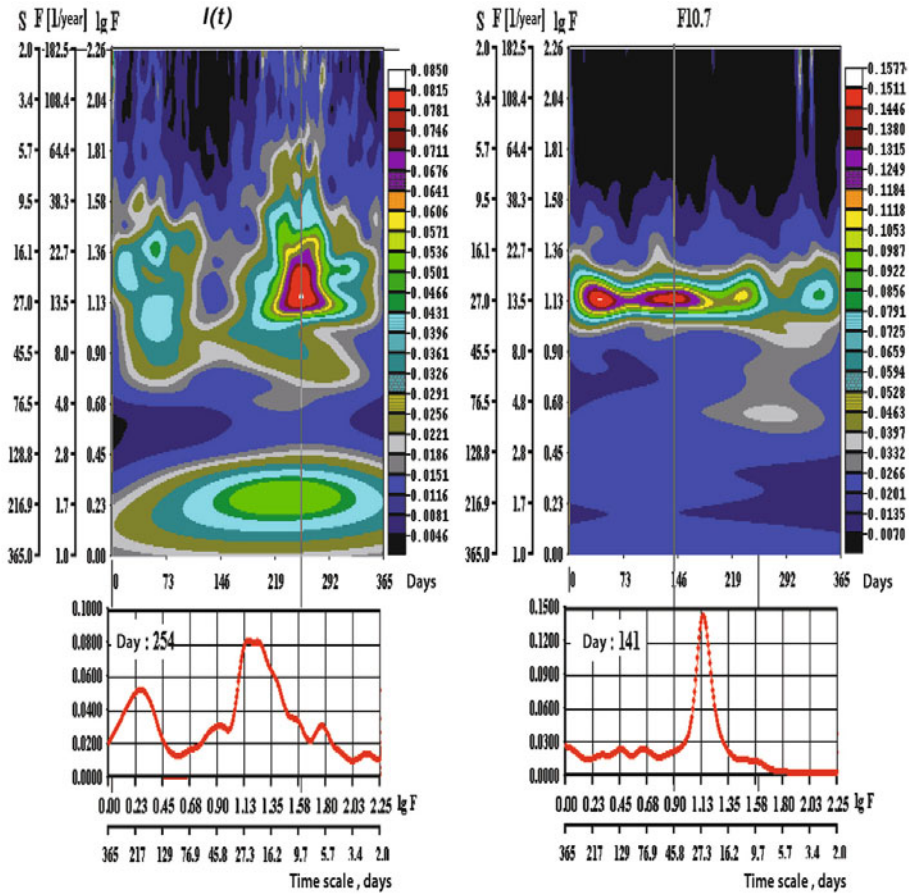 S F [1/year] lg F I(t)
2.0 182.5 2.26
3.4 108.4 2.04
5.7 64.4 1.81
9.5 38.3 1.58
16.1 22.7 1.36
27.0 13.5 1.13
45.5 8.0 0.90
76.5 4.8 0.68
128.8 2.8 0.45
216.9 1.7 0.23
365.0 1.0 0.00
0.0850
0.0815
0.0781
0.0746
0.0711
0.0676
0.0641
0.0606
0.0571
0.0536
0.0501
0.0466
0.0431
0.0396
0.0361
0.0326
0.0291
0.0256
0.0221
0.0186
0.0151
0.0116
0.0081
0.0046
0 73 146 219 292 365 Days
S F [1/year] lg F F10.7
2.0 182.5 2.26
3.4 108.4 2.04
5.7 64.4 1.81
9.5 38.3 1.58
16.1 22.7 1.36
27.0 13.5 1.13
45.5 8.0 0.90
76.5 4.8 0.68
128.8 2.8 0.45
216.9 1.7 0.23
365.0 1.0 0.00
0.1577
0.1511
0.1446
0.1380
0.1315
0.1249
0.1184
0.1118
0.1053
0.0987
0.0922
0.0856
0.0791
0.0725
0.0659
0.0594
0.0528
0.0463
0.0397
0.0332
0.0266
0.0201
0.0135
0.0070
0 73 146 219 292 365 Days
0.1000
0.0800
0.0600
0.0400
0.0200
0.0000
Day : 254
0.00 0.23 0.45 0.68 0.90 1.13 1.35 1.58 1.80 2.03 2.25 lg F
365 217 129 76.9 45.8 27.3 16.2 9.7 5.7 3.4 2.0
Time scale , days
0.1500
0.1200
0.0900
0.0600
0.0300
0.0000
Day : 141
0.00 0.23 0.45 0.68 0.90 1.13 1.35 1.58 1.80 2.03 2.25 lg F
365 217 129 76.9 45.8 27.3 16.2 9.7 5.7 3.4 2.0
Time scale , days